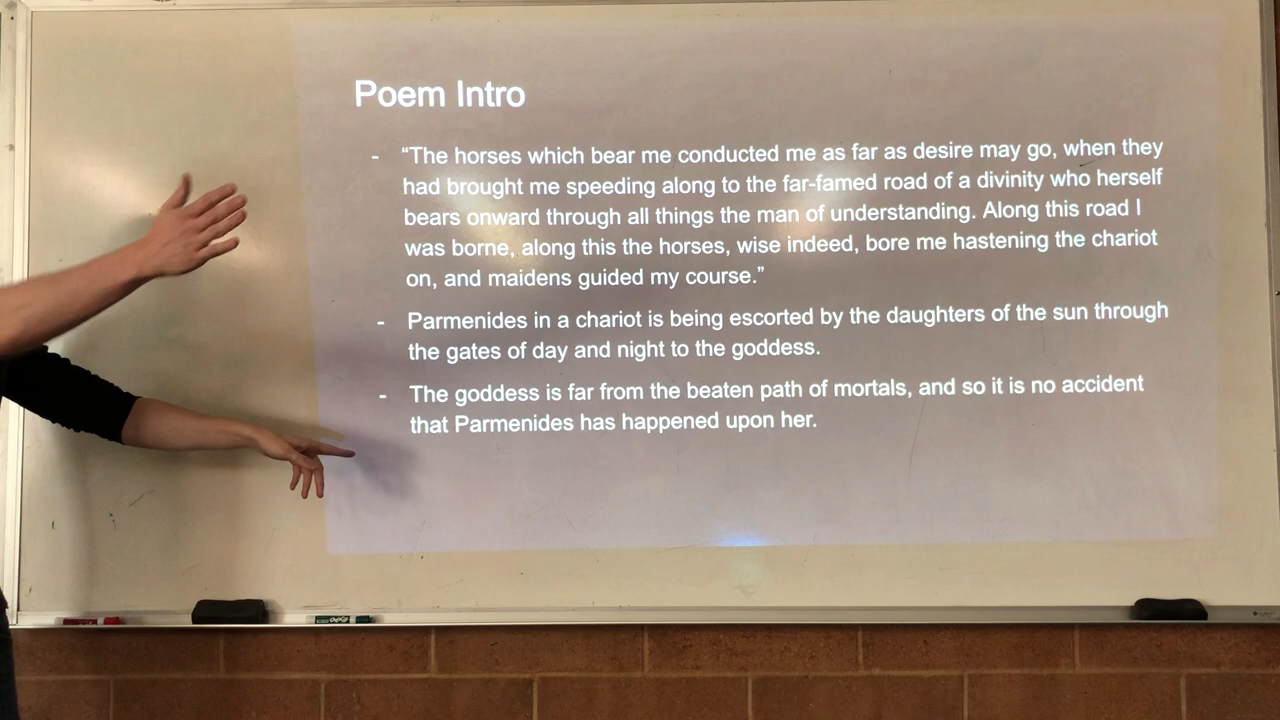 Poem Intro
- “The horses which bear me conducted me as far as desire may go, when they
had brought me speeding along to the far-famed road of a divinity who herself
bears onward through all things the man of understanding. Along this road I
was borne, along this the horses, wise indeed, bore me hastening the chariot
on, and maidens guided my course.”
- Parmenides in a chariot is being escorted by the daughters of the sun through
the gates of day and night to the goddess.
- The goddess is far from the beaten path of mortals, and so it is no accident
that Parmenides has happened upon her.
EXPO